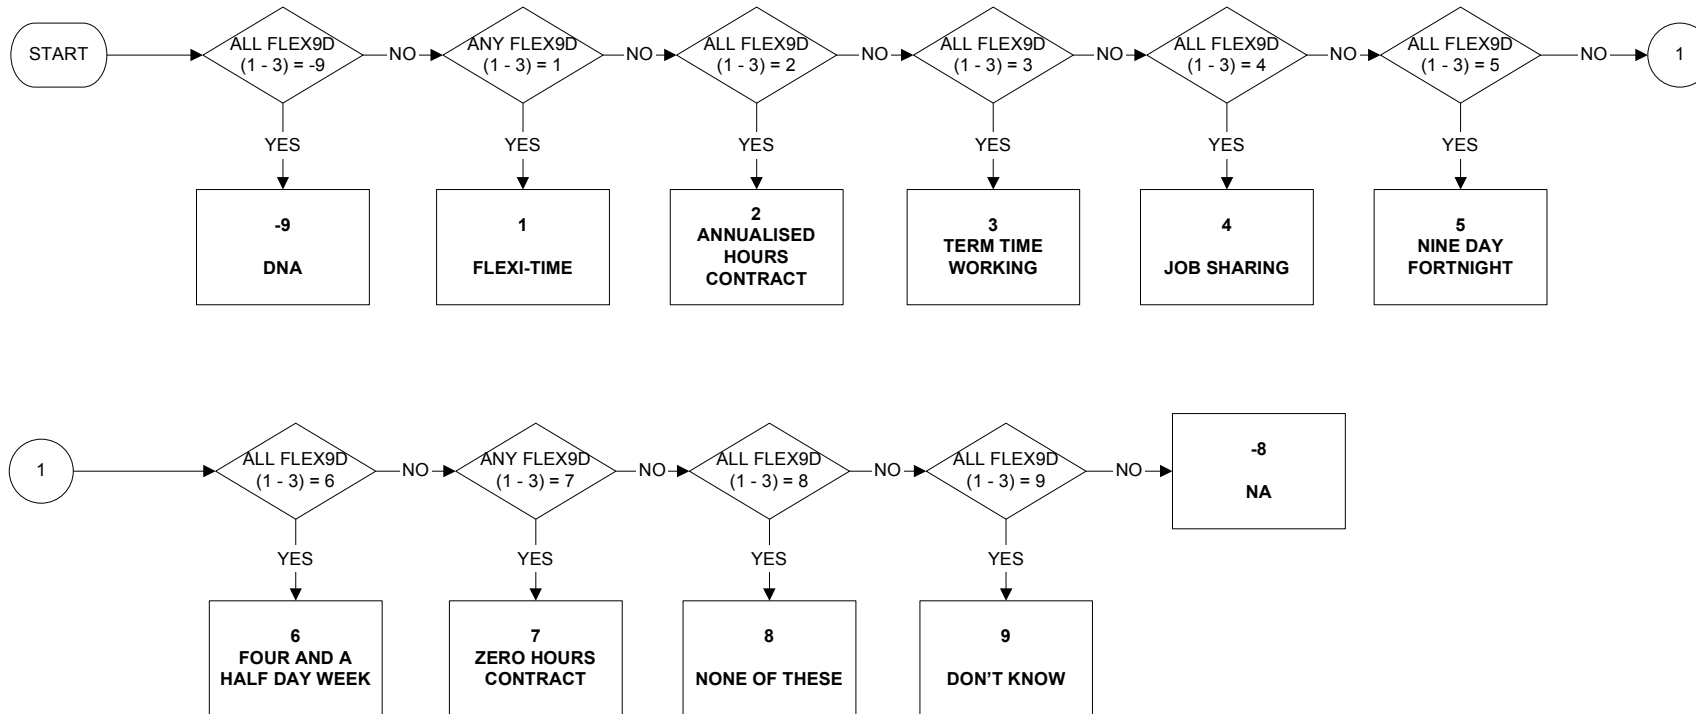 START
ALL FLEX9D
(1 - 3) = -9
NO
ANY FLEX9D
(1 - 3) = 1
NO
ALL FLEX9D
(1 - 3) = 2
NO
ALL FLEX9D
(1 - 3) = 3
NO
ALL FLEX9D
(1 - 3) = 4
NO
ALL FLEX9D
(1 - 3) = 5
NO
1
YES
YES
YES
YES
YES
YES
-9
DNA
1
FLEXI-TIME
2
ANNUALISED
HOURS
CONTRACT
3
TERM TIME
WORKING
4
JOB SHARING
5
NINE DAY
FORTNIGHT
1
ALL FLEX9D
(1 - 3) = 6
NO
ANY FLEX9D
(1 - 3) = 7
NO
ALL FLEX9D
(1 - 3) = 8
NO
ALL FLEX9D
(1 - 3) = 9
NO
-8
NA
YES
YES
YES
YES
6
FOUR AND A
HALF DAY WEEK
7
ZERO HOURS
CONTRACT
8
NONE OF THESE
9
DON’T KNOW